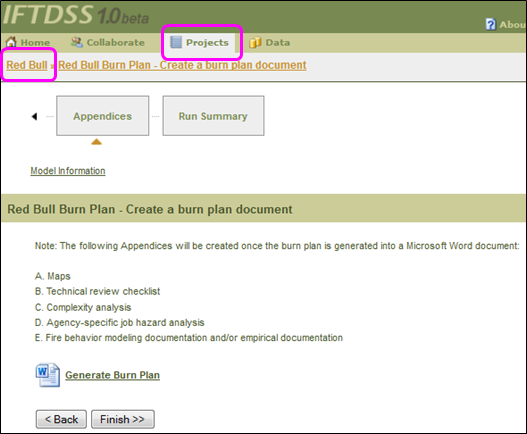 IFTDSS 1.0 beta
Abou
Home Collaborate Projects Data
Red Bull » Red Bull Burn Plan - Create a burn plan document
Appendices Run Summary
Model Information
Red Bull Burn Plan - Create a burn plan document
Note: The following Appendices will be created once the burn plan is generated into a Microsoft Word document:
A. Maps
B. Technical review checklist
C. Complexity analysis
D. Agency-specific job hazard analysis
E. Fire behavior modeling documentation and/or empirical documentation
Generate Burn Plan
< Back Finish >>